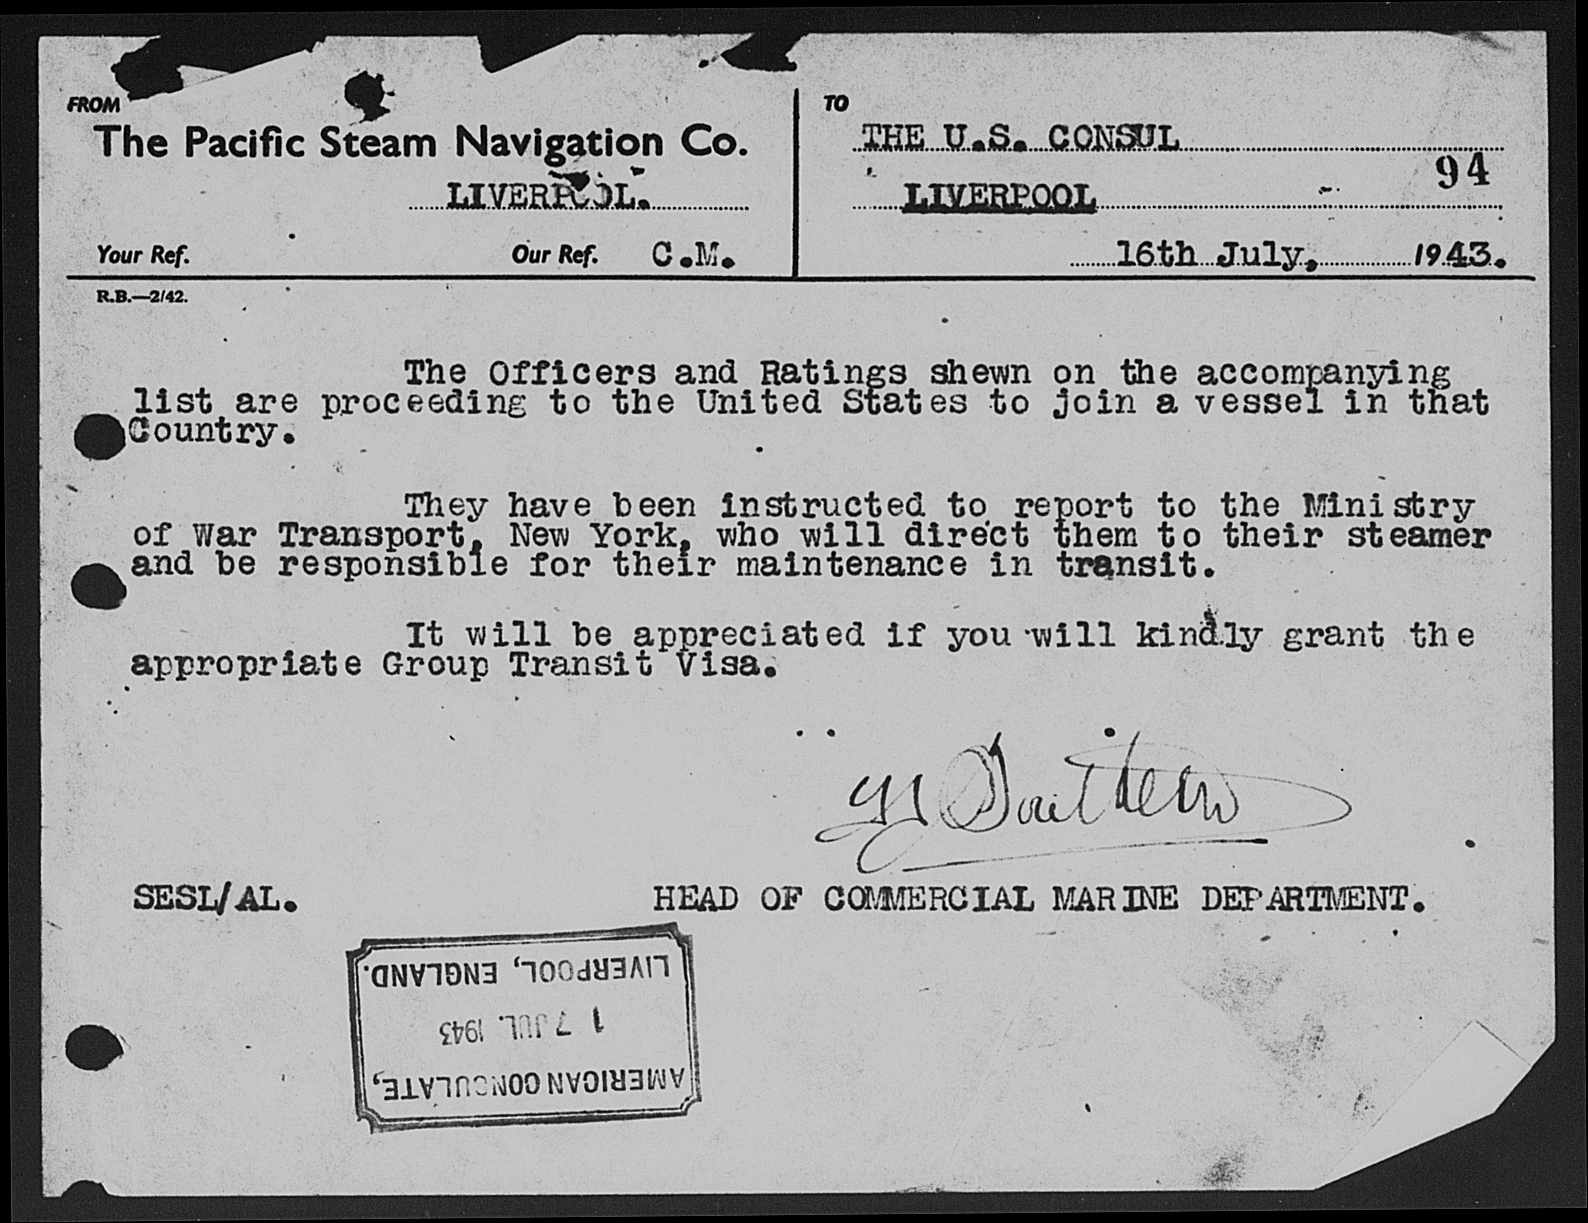 FROM
The Pacific Steam Navigation Co.
LIVERPOOL.
Your Ref. Our Ref. C.M.
TO
THE U.S. CONSUL
94
LIVERPOOL
16th July, 1943.
R.B.—2/42.
The Officers and Ratings shewn on the accompanying
list are proceeding to the United States to join a vessel in that
Country.
They have been instructed to report to the Ministry
of War Transport, New York, who will direct them to their steamer
and be responsible for their maintenance in transit.
It will be appreciated if you will kindly grant the
appropriate Group Transit Visa.
SESL/AL. HEAD OF COMMERCIAL MARINE DEPARTMENT.
AMERICAN CONSULATE,
17 JUL. 1943
LIVERPOOL, ENGLAND.